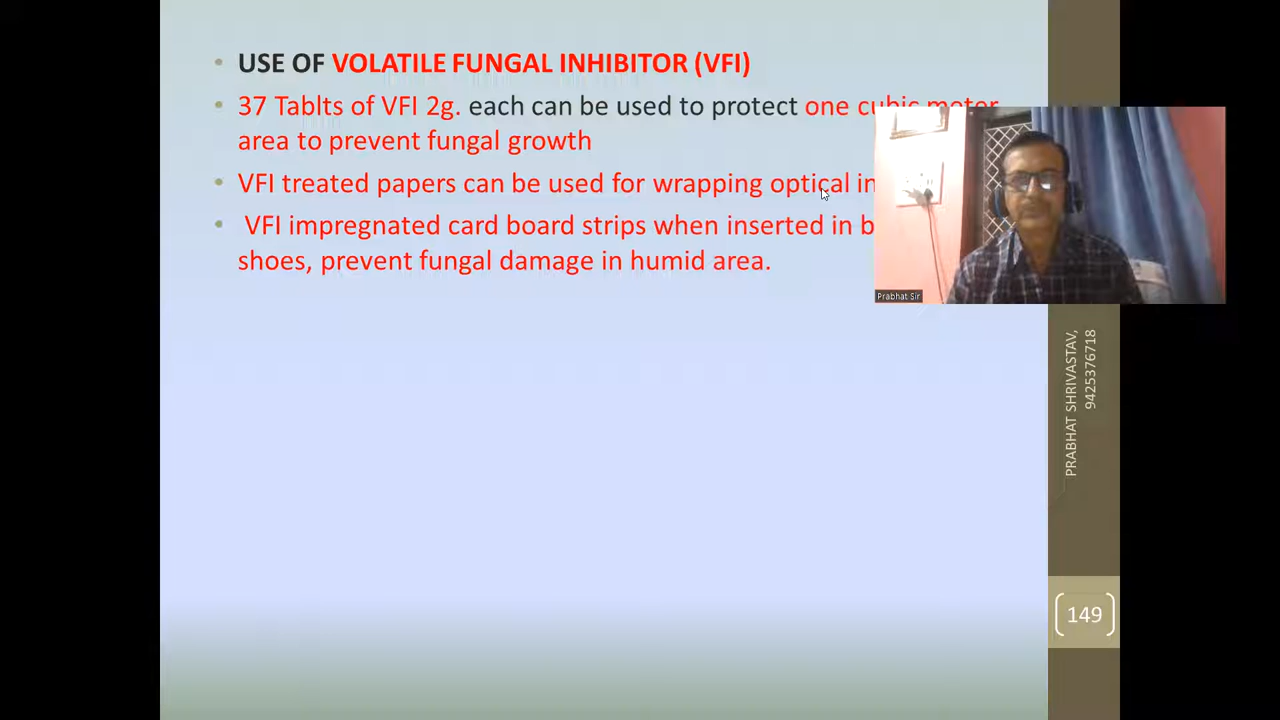 USE OF VOLATILE FUNGAL INHIBITOR (VFI)
37 Tablts of VFI 2g. each can be used to protect one cubic meter
area to prevent fungal growth
VFI treated papers can be used for wrapping optical
VFI impregnated card board strips when inserted in
shoes, prevent fungal damage in humid area.
Prabhat Sir
PRABHAT SHRIVASTAV,
9425376718
149